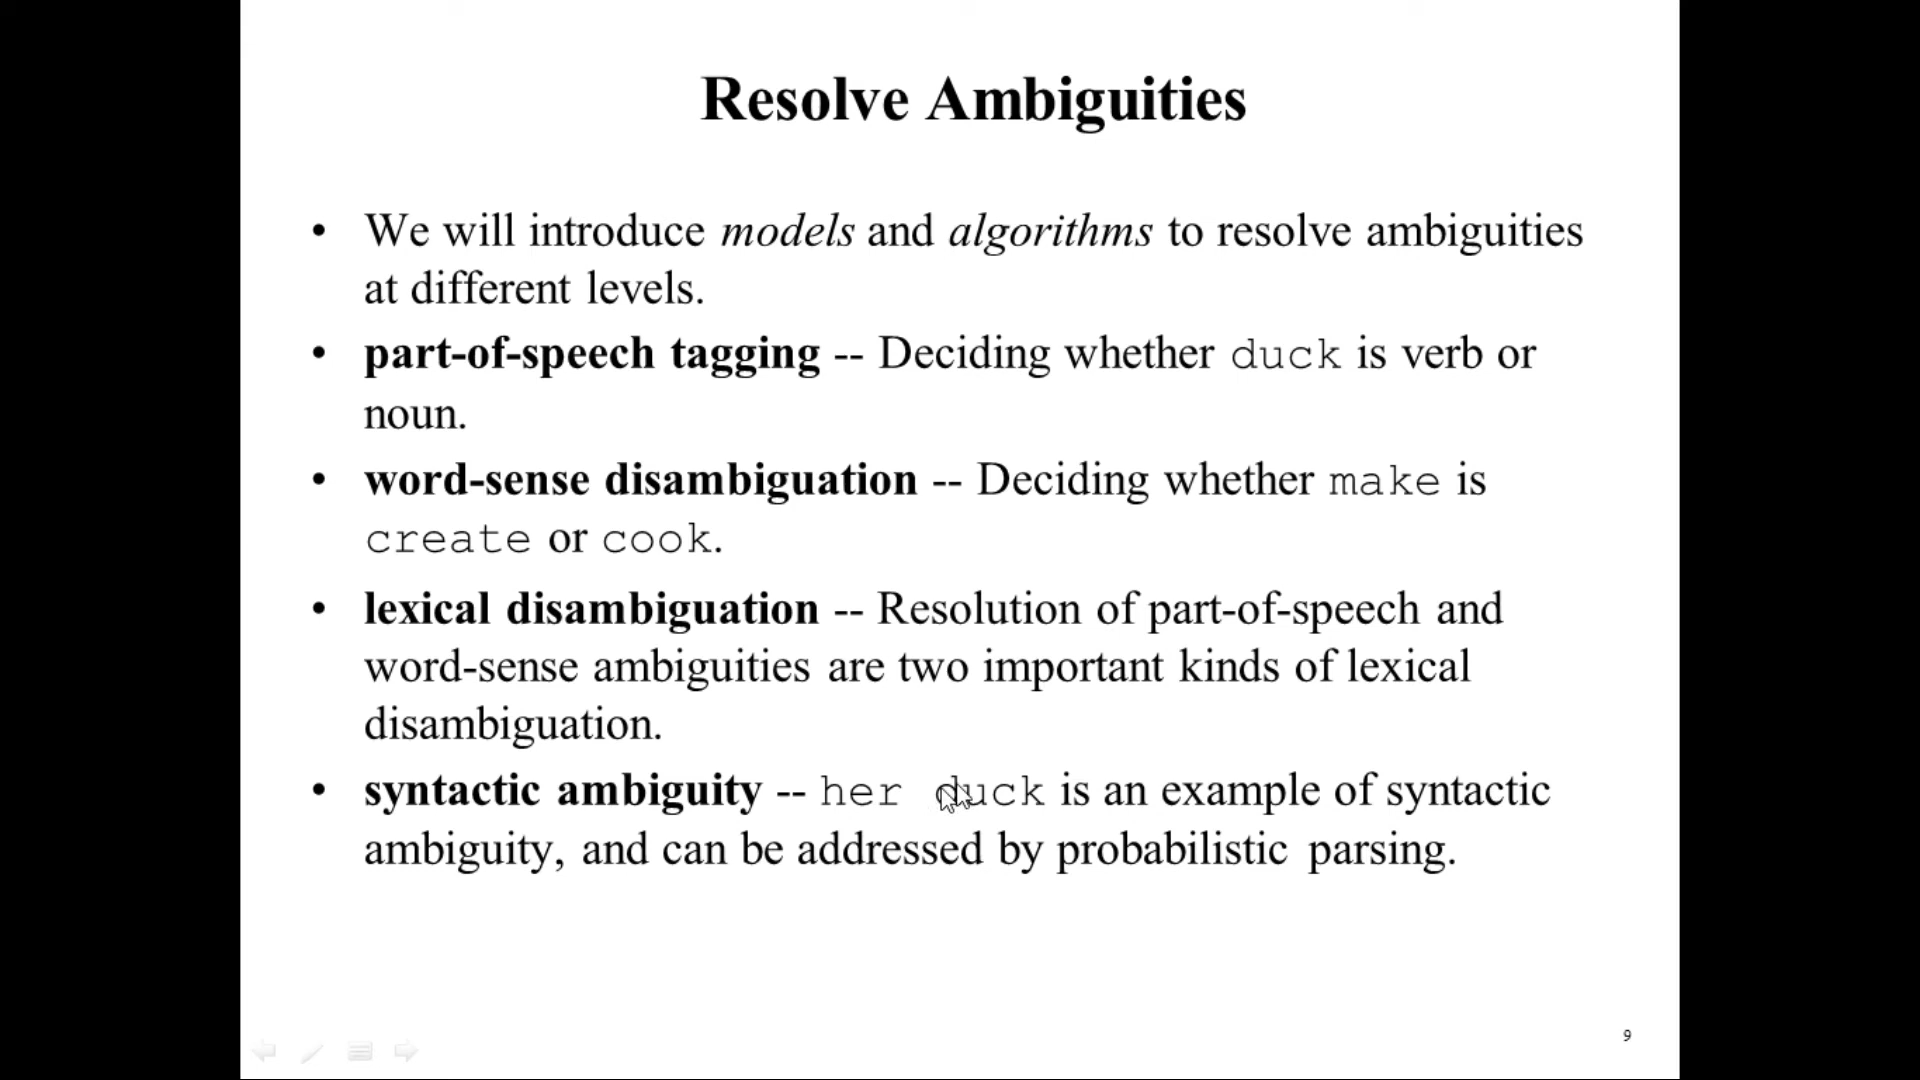 Resolve Ambiguities
• We will introduce models and algorithms to resolve ambiguities
at different levels.
• part-of-speech tagging -- Deciding whether duck is verb or
noun.
• word-sense disambiguation -- Deciding whether make is
create or cook.
• lexical disambiguation -- Resolution of part-of-speech and
word-sense ambiguities are two important kinds of lexical
disambiguation.
• syntactic ambiguity -- her duck is an example of syntactic
ambiguity, and can be addressed by probabilistic parsing.
9